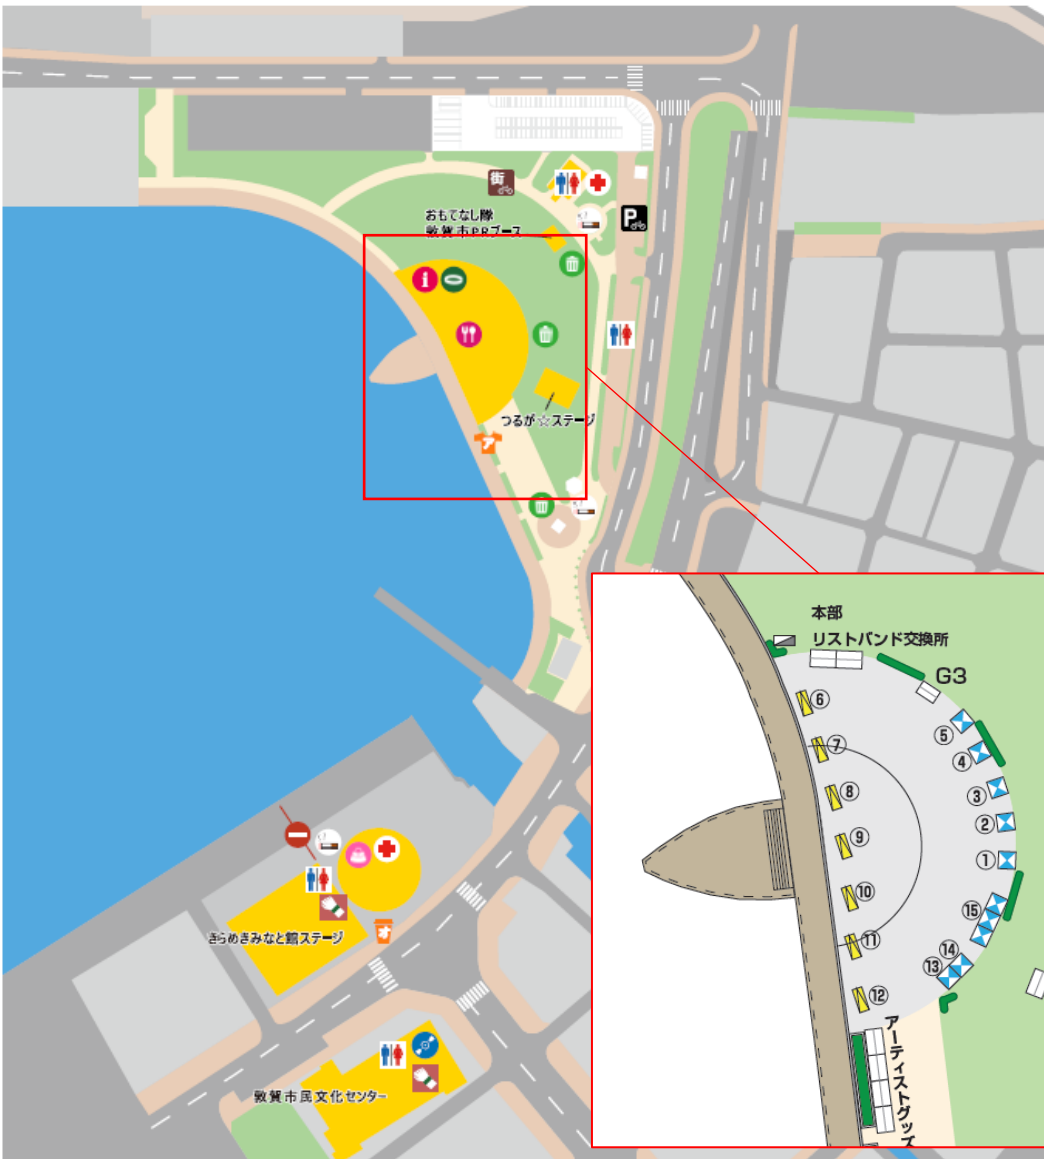 街
P
おもてなし隊
敦賀市PRブース
i
つるが☆ステージ
ア
本部
リストバンド交換所
G3
⑥
⑤
⑦
④
⑧
③
②
⑨
①
⑩
⑮
⑪
⑭
⑬
⑫
アーティストグッズ
きらめきみなと館ステージ
オ
敦賀市民文化センター